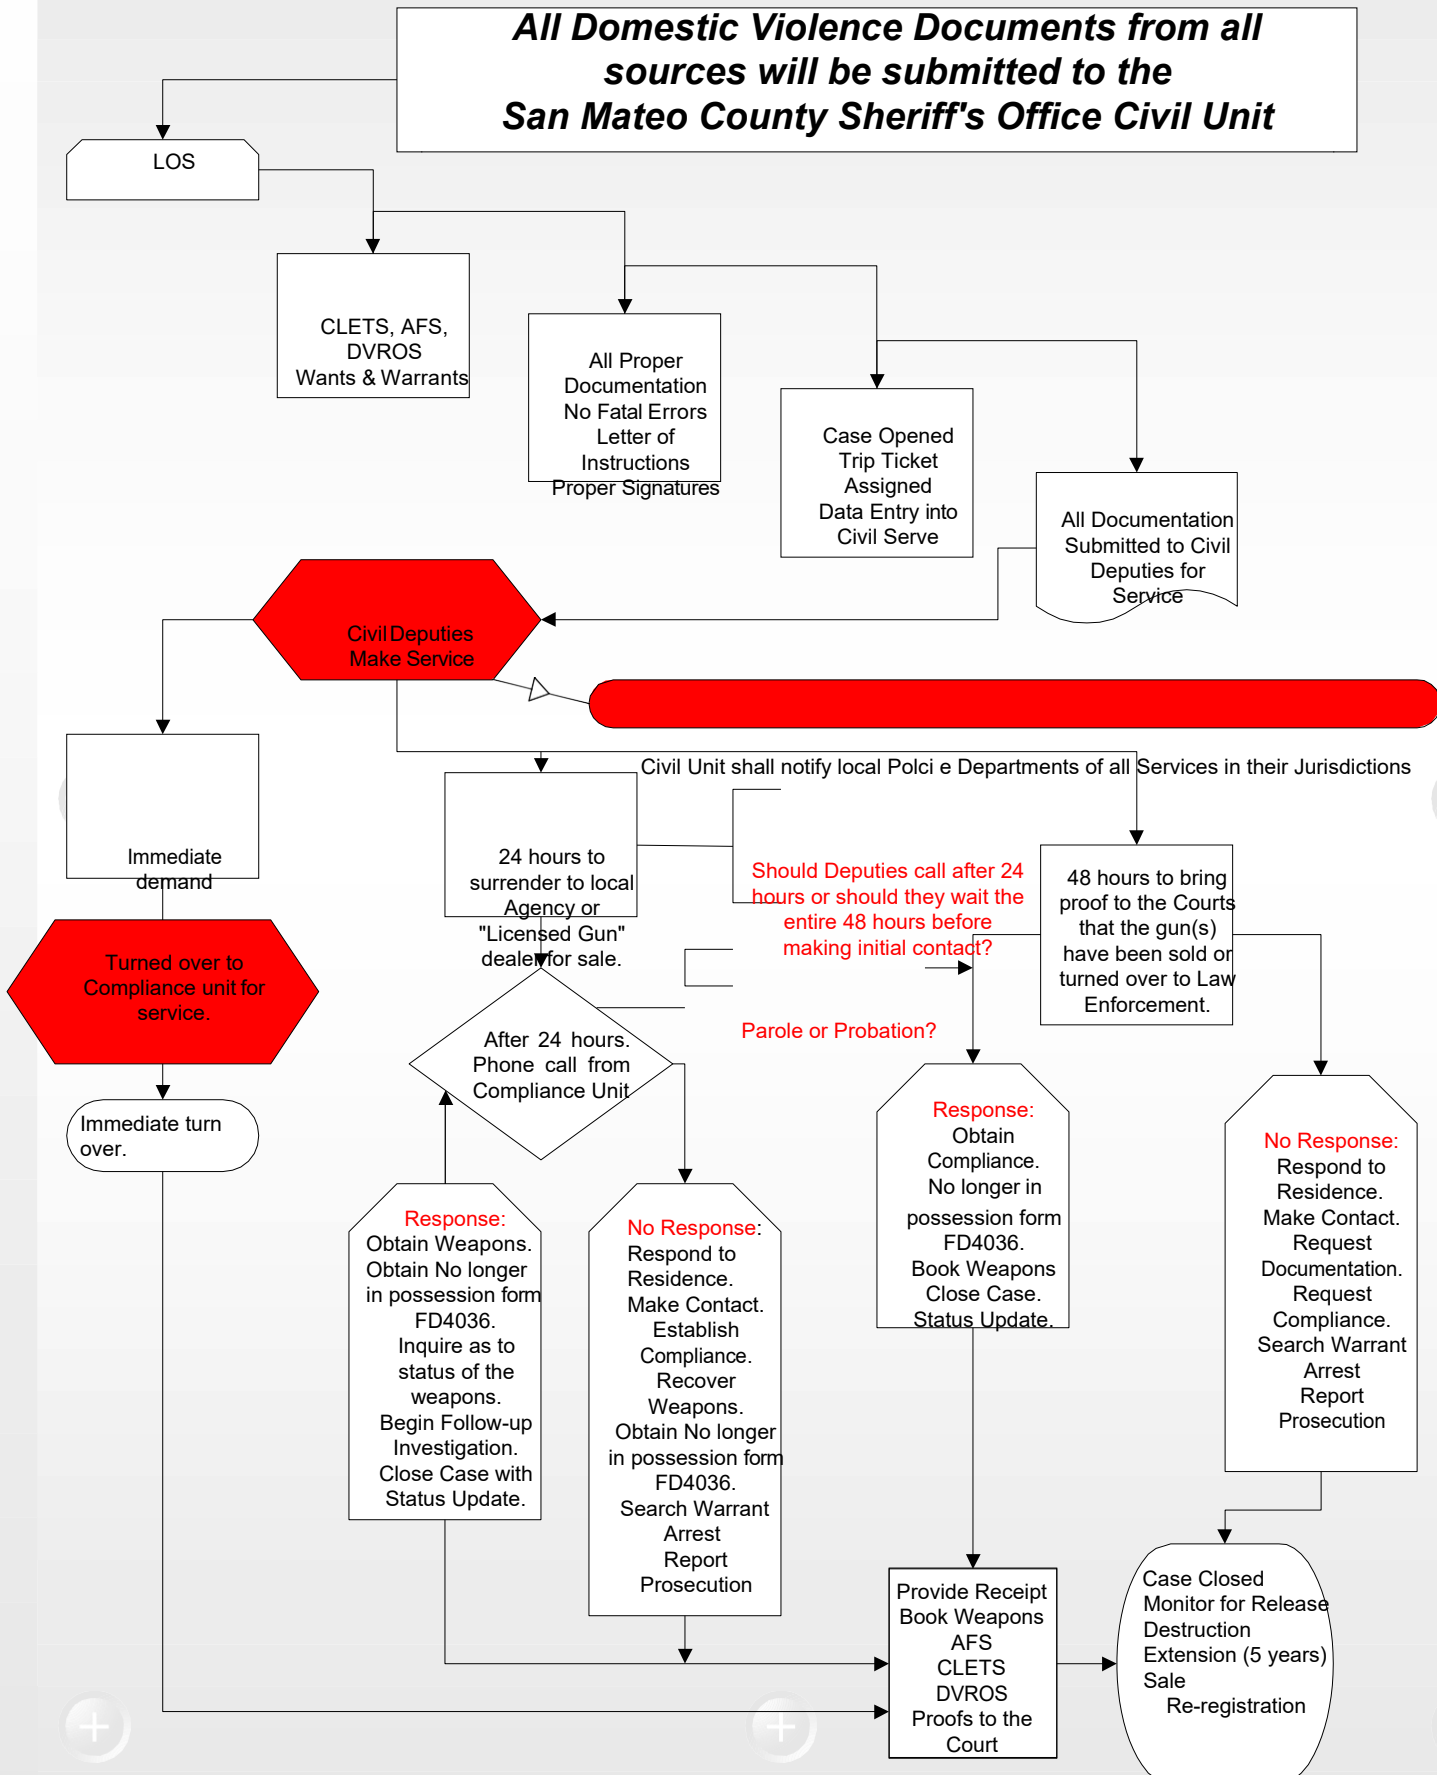 All Domestic Violence Documents from all
sources will be submitted to the
San Mateo County Sheriff's Office Civil Unit
LOS
CLETS, AFS,
DVROS
Wants & Warrants
All Proper
Documentation
No Fatal Errors
Letter of
Instructions
Proper Signatures
Case Opened
Trip Ticket
Assigned
Data Entry into
Civil Serve
All Documentation
Submitted to Civil
Deputies for
Service
Civil Deputies
Make Service
Civil Unit shall notify local Polci e Departments of all Services in their Jurisdictions
Immediate
demand
24 hours to
surrender to local
Agency or
"Licensed Gun"
dealer for sale.
Should Deputies call after 24
hours or should they wait the
entire 48 hours before
making initial contact?
48 hours to bring
proof to the Courts
that the gun(s)
have been sold or
turned over to Law
Enforcement.
Turned over to
Compliance unit for
service.
Parole or Probation?
After 24 hours.
Phone call from
Compliance Unit
Immediate turn
over.
Response:
Obtain Weapons.
Obtain No longer
in possession form
FD4036.
Inquire as to
status of the
weapons.
Begin Follow-up
Investigation.
Close Case with
Status Update.
No Response:
Respond to
Residence.
Make Contact.
Establish
Compliance.
Recover
Weapons.
Obtain No longer
in possession form
FD4036.
Search Warrant
Arrest
Report
Prosecution
Response:
Obtain
Compliance.
No longer in
possession form
FD4036.
Book Weapons
Close Case.
Status Update.
No Response:
Respond to
Residence.
Make Contact.
Request
Documentation.
Request
Compliance.
Search Warrant
Arrest
Report
Prosecution
Provide Receipt
Book Weapons
AFS
CLETS
DVROS
Proofs to the
Court
Case Closed
Monitor for Release
Destruction
Extension (5 years)
Sale
Re-registration